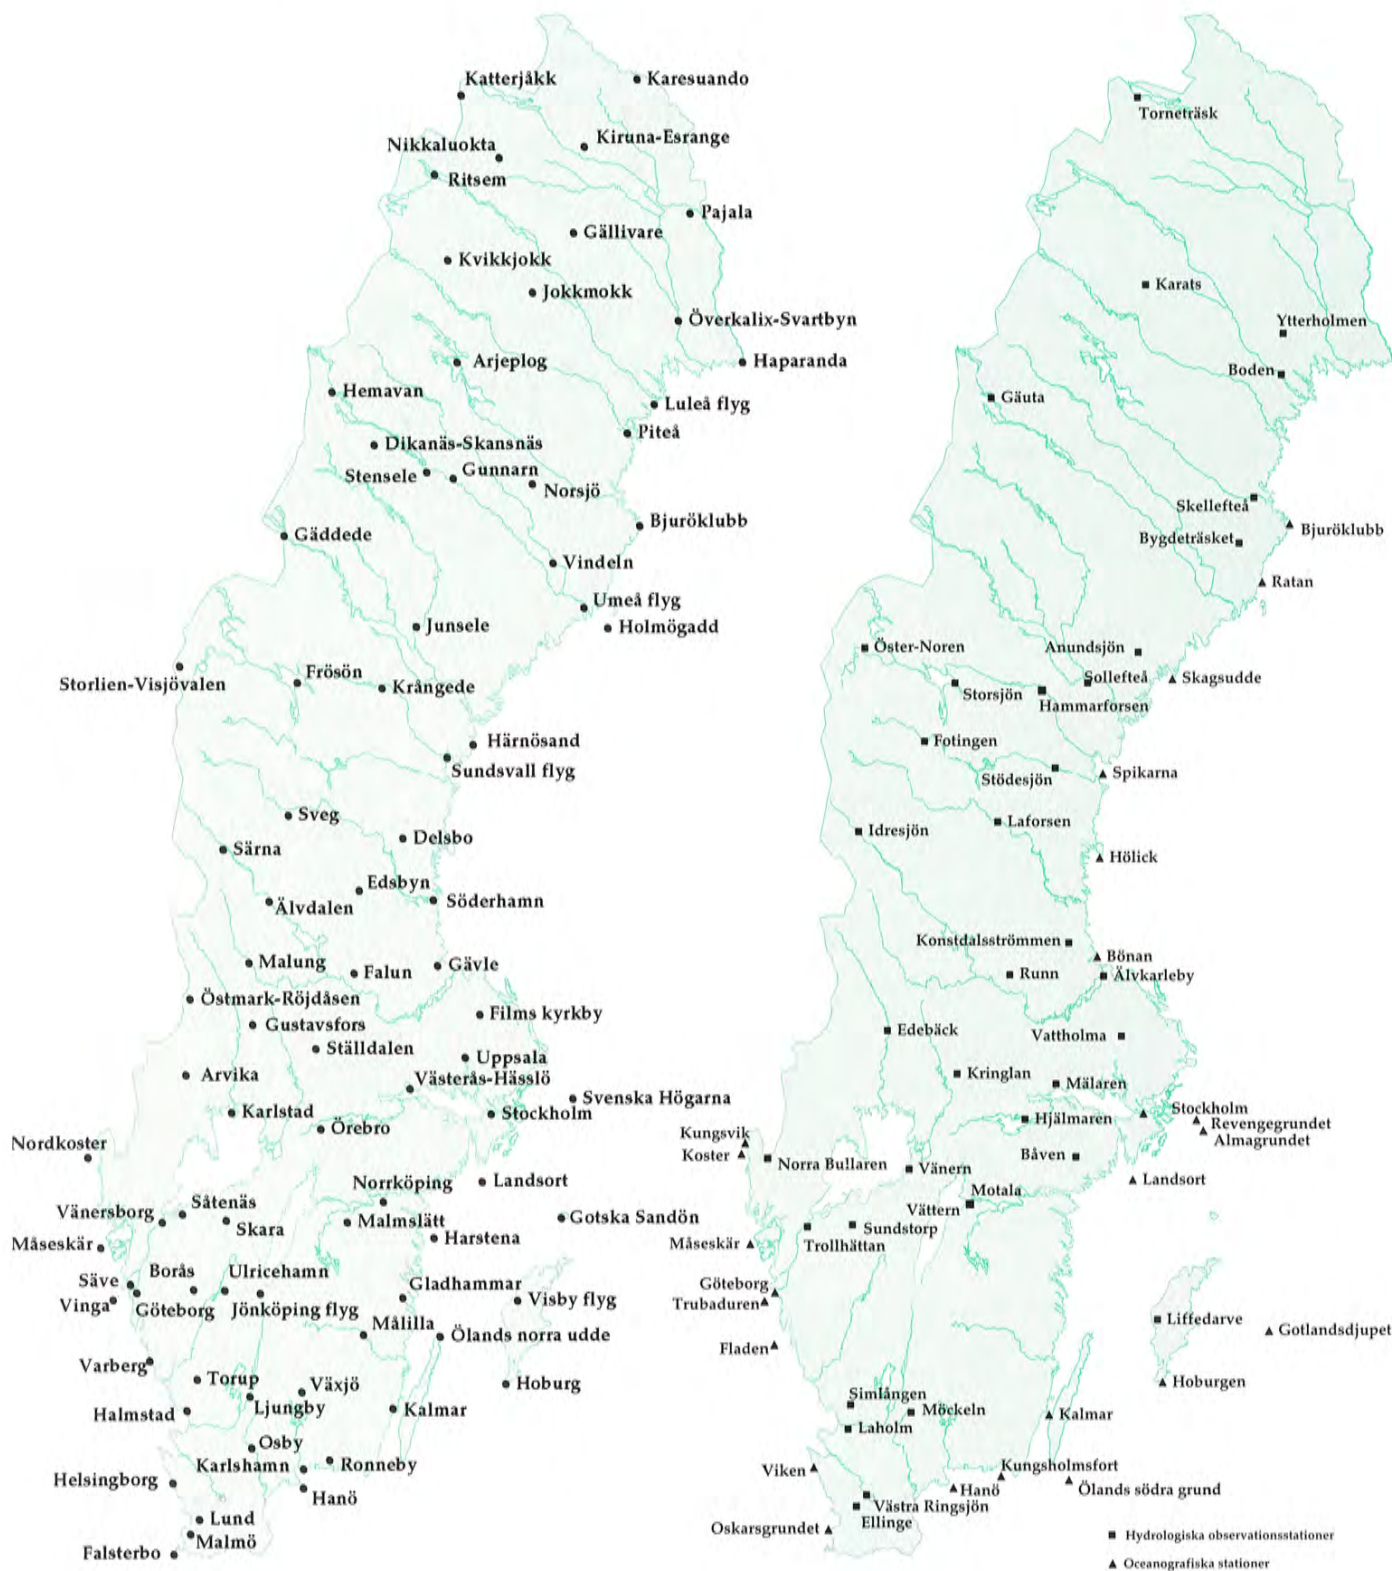 Katterjåkk
Karesuando
Kiruna-Esrange
Nikkaluokta
Ritsem
Pajala
Gällivare
Kvikkjokk
Jokkmokk
Överkalix-Svartbyn
Arjeplog
Haparanda
Hemavan
Luleå flyg
Piteå
Dikanäs-Skansnäs
Stensele
Gunnarn
Norsjö
Bjuröklubb
Gäddede
Vindeln
Umeå flyg
Holmögadd
Junsele
Storlien-Visjövalen
Frösön
Krångede
Härnösand
Sundsvall flyg
Sveg
Delsbo
Särna
Edsbyn
Älvdalen
Söderhamn
Malung
Falun
Gävle
Östmark-Röjdåsen
Films kyrkby
Gustavsfors
Ställdalen
Uppsala
Arvika
Västerås-Hässlö
Svenska Högarna
Karlstad
Stockholm
Örebro
Nordkoster
Norrköping
Landsort
Såtenäs
Vänersborg
Skara
Malmslätt
Gotska Sandön
Måseskär
Harstena
Borås
Ulricehamn
Säve
Gladhammar
Vinga
Göteborg
Jönköping flyg
Visby flyg
Målilla
Ölands norra udde
Varberg
Torup
Växjö
Hoburg
Halmstad
Ljungby
Kalmar
Osby
Karlshamn
Ronneby
Helsingborg
Hanö
Lund
Malmö
Falsterbo
Torneträsk
Karats
Ytterholmen
Boden
Gäuta
Skellefteå
Bjuröklubb
Bygdeträsket
Ratan
Öster-Noren
Anundsjön
Sollefteå
Skagsudde
Storsjön
Hammarforsen
Fotingen
Stödesjön
Spikarna
Laforsen
Idresjön
Hölick
Konstdalsströmmen
Bönan
Runn
Älvkarleby
Edebäck
Vattholma
Kringlan
Mälaren
Stockholm
Hjälmaren
Revengegrundet
Almagrundet
Kungsvik
Koster
Norra Bullaren
Vänern
Båven
Landsort
Motala
Vättern
Sundstorp
Trollhättan
Måseskär
Göteborg
Trubaduren
Liffedarve
Gotlandsdjupet
Fladen
Hoburgen
Simlången
Möckeln
Kalmar
Laholm
Viken
Kungsholmsfort
Hanö
Ölands södra grund
Västra Ringsjön
Ellinge
Oskarsgrundet
Hydrologiska observationsstationer
Oceanografiska stationer